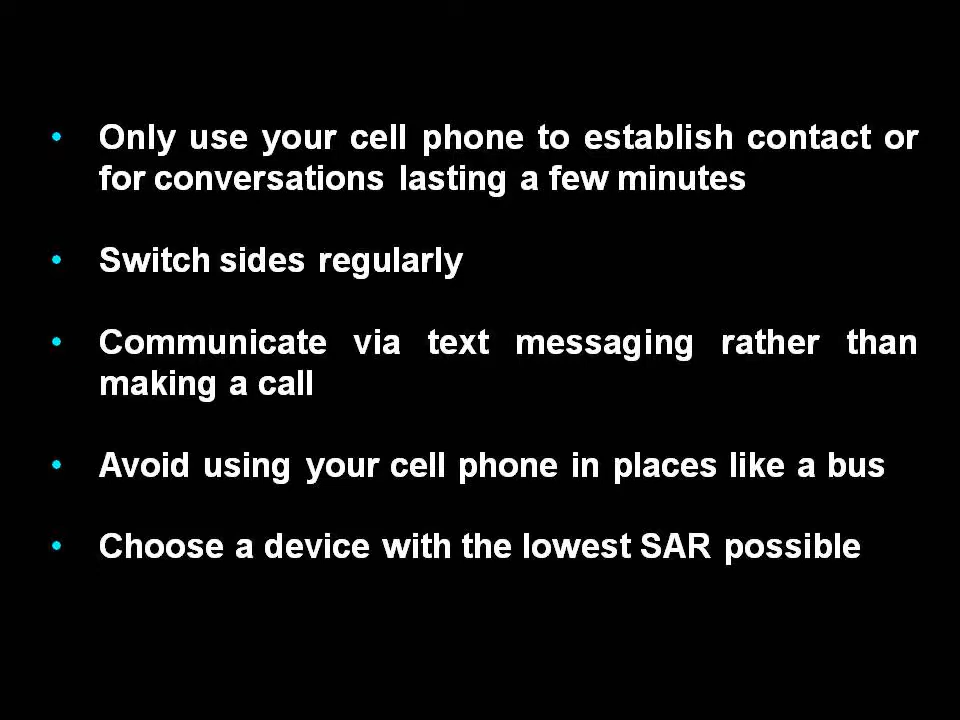 • Only use your cell phone to establish contact or
for conversations lasting a few minutes
• Switch sides regularly
• Communicate via text messaging rather than
making a call
• Avoid using your cell phone in places like a bus
• Choose a device with the lowest SAR possible